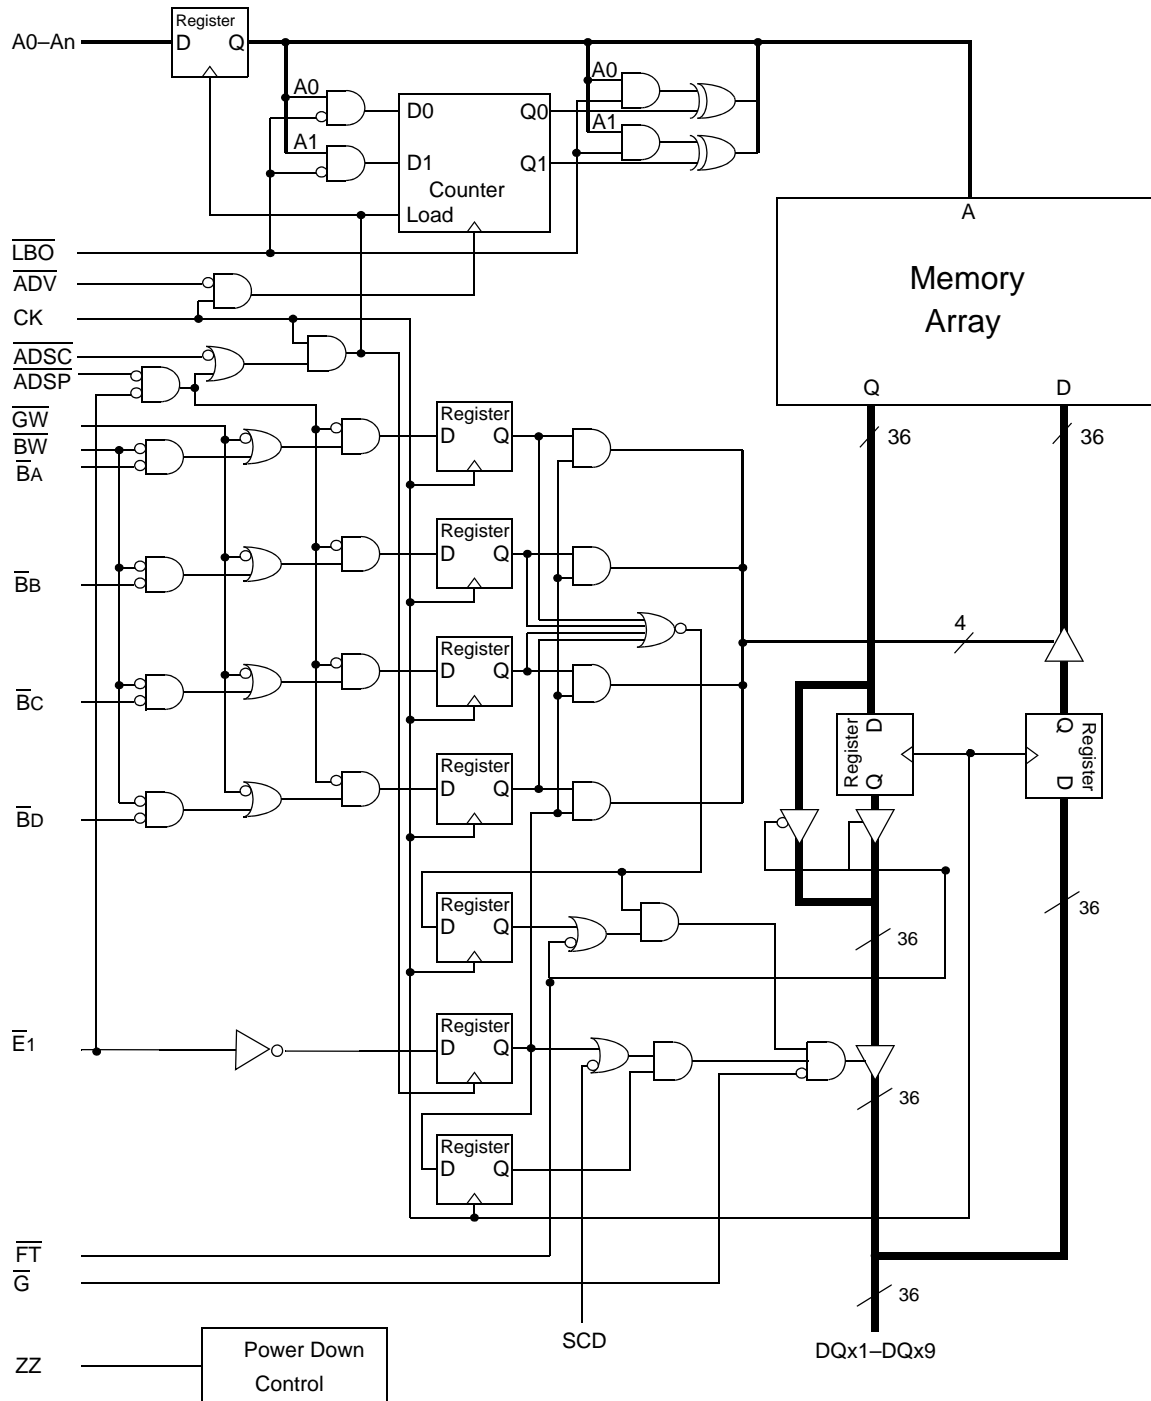 Register
A0–An
D Q
A0
A0
D0
Q0
A1
A1
D1
Q1
Counter
Load
A
LBO
ADV
Memory
Array
CK
ADSC
ADSP
Q
D
GW
Register
36
36
BW
D Q
BA
Register
D Q
BB
4
Register
D Q
BC
Register
D
Q
Q
D
Register
Register
D Q
BD
Register
D Q
36
36
Register
E1
D Q
36
Register
D Q
FT
G
36
SCD
DQx1–DQx9
ZZ
Power Down
Control